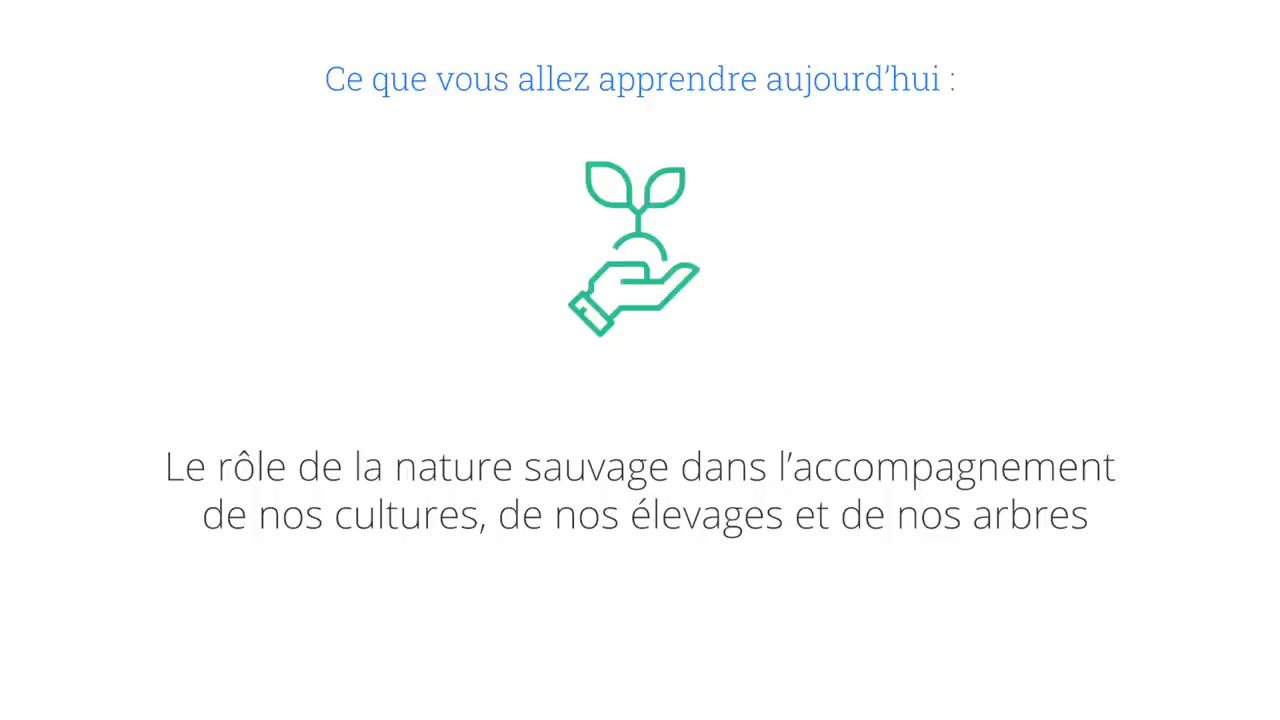 Ce que vous allez apprendre aujourd’hui :
Le rôle de la nature sauvage dans l’accompagnement
de nos cultures, de nos élevages et de nos arbres